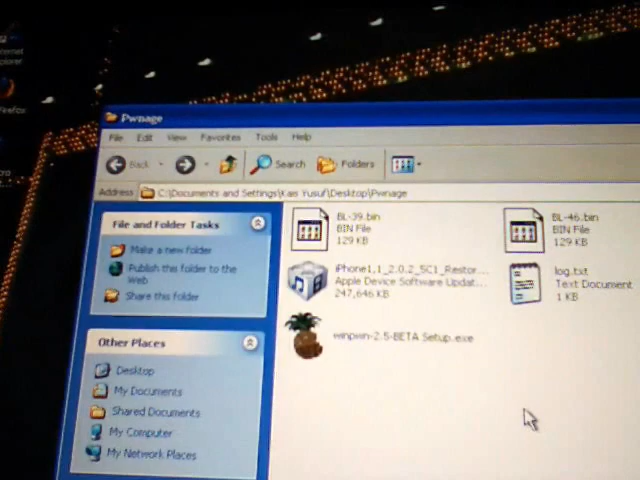 Pwnage
File Edit View Favorites Tools Help
Back Search Folders
Address C:\Documents and Settings\Kais Yusuf\Desktop\Pwnage
File and Folder Tasks
Make a new folder
Publish this folder to the
Web
Share this folder
Other Places
Desktop
My Documents
Shared Documents
My Computer
My Network Places
BL-39.bin
BIN File
129 KB
BL-46.bin
BIN File
129 KB
iPhone1,1_2.0.2_5C1_Restor...
Apple Device Software Updat...
247,646 KB
log.txt
Text Document
1 KB
winpwn-2.5-BETA Setup.exe